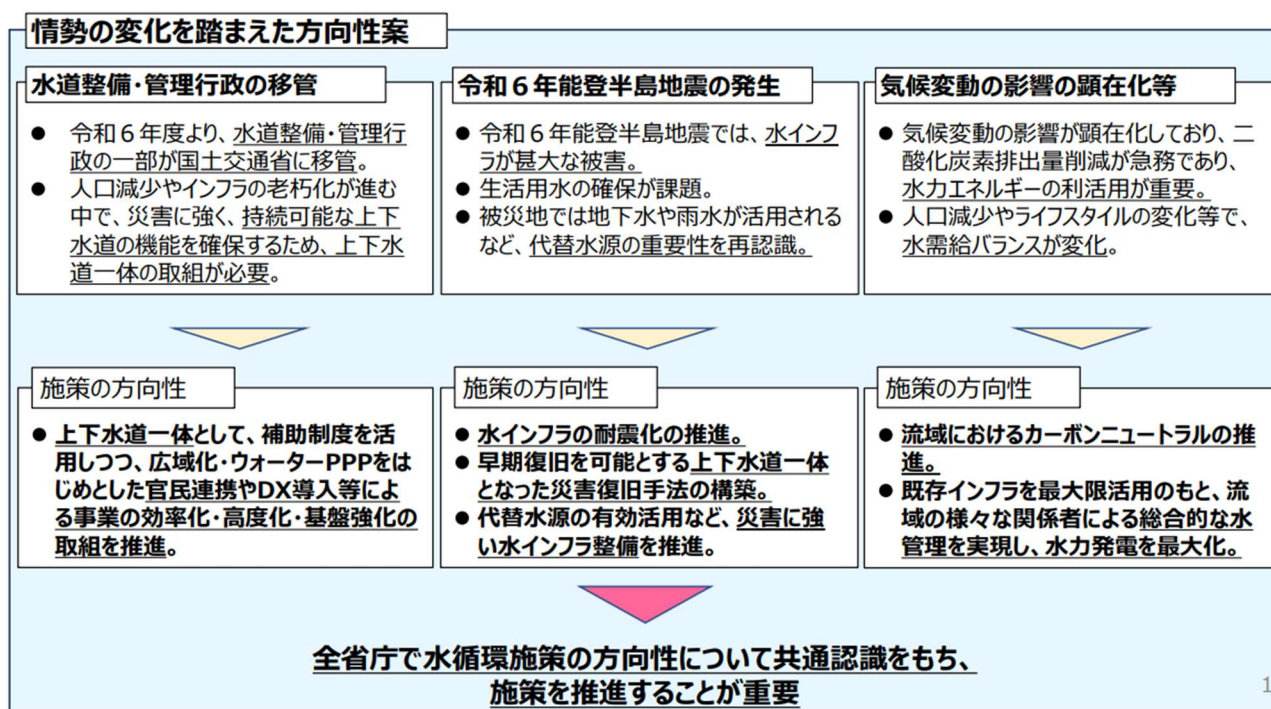 情勢の変化を踏まえた方向性案
水道整備・管理行政の移管
● 令和６年度より、水道整備・管理行
政の一部が国土交通省に移管。
● 人口減少やインフラの老朽化が進む
中で、災害に強く、持続可能な上下
水道の機能を確保するため、上下水
道一体の取組が必要。
令和６年能登半島地震の発生
● 令和６年能登半島地震では、水インフ
ラが甚大な被害。
● 生活用水の確保が課題。
● 被災地では地下水や雨水が活用される
など、代替水源の重要性を再認識。
気候変動の影響の顕在化等
● 気候変動の影響が顕在化しており、二
酸化炭素排出量削減が急務であり、
水力エネルギーの利活用が重要。
● 人口減少やライフスタイルの変化等で、
水需給バランスが変化。
施策の方向性
● 上下水道一体として、補助制度を活
用しつつ、広域化・ウォーターPPPをは
じめとした官民連携やDX導入等によ
る事業の効率化・高度化・基盤強化の
取組を推進。
施策の方向性
● 水インフラの耐震化の推進。
● 早期復旧を可能とする上下水道一体
となった災害復旧手法の構築。
● 代替水源の有効活用など、災害に強
い水インフラ整備を推進。
施策の方向性
● 流域におけるカーボンニュートラルの推
進。
● 既存インフラを最大限活用のもと、流
域の様々な関係者による総合的な水
管理を実現し、水力発電を最大化。
全省庁で水循環施策の方向性について共通認識をもち、
施策を推進することが重要
1